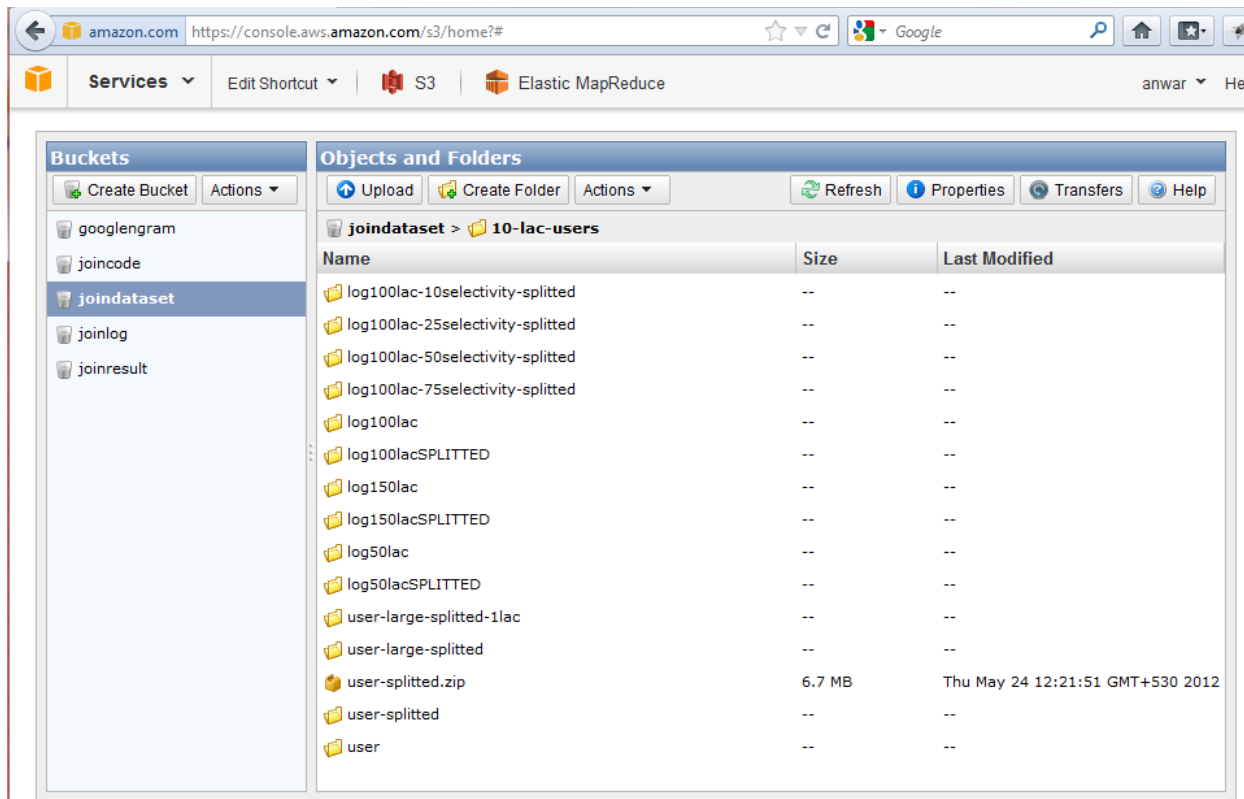 amazon.com https://console.aws.amazon.com/s3/home?# Google
Services Edit Shortcut S3 Elastic MapReduce anwar He
Buckets
Create Bucket Actions
googlengram
joincode
joindataset
joinlog
joinresult
Objects and Folders
Upload Create Folder Actions Refresh Properties Transfers Help
joindataset > 10-lac-users
Name Size Last Modified
log100lac-10selectivity-splitted -- --
log100lac-25selectivity-splitted -- --
log100lac-50selectivity-splitted -- --
log100lac-75selectivity-splitted -- --
log100lac -- --
log100lacSPLITTED -- --
log150lac -- --
log150lacSPLITTED -- --
log50lac -- --
log50lacSPLITTED -- --
user-large-splitted-1lac -- --
user-large-splitted -- --
user-splitted.zip 6.7 MB Thu May 24 12:21:51 GMT+530 2012
user-splitted -- --
user -- --